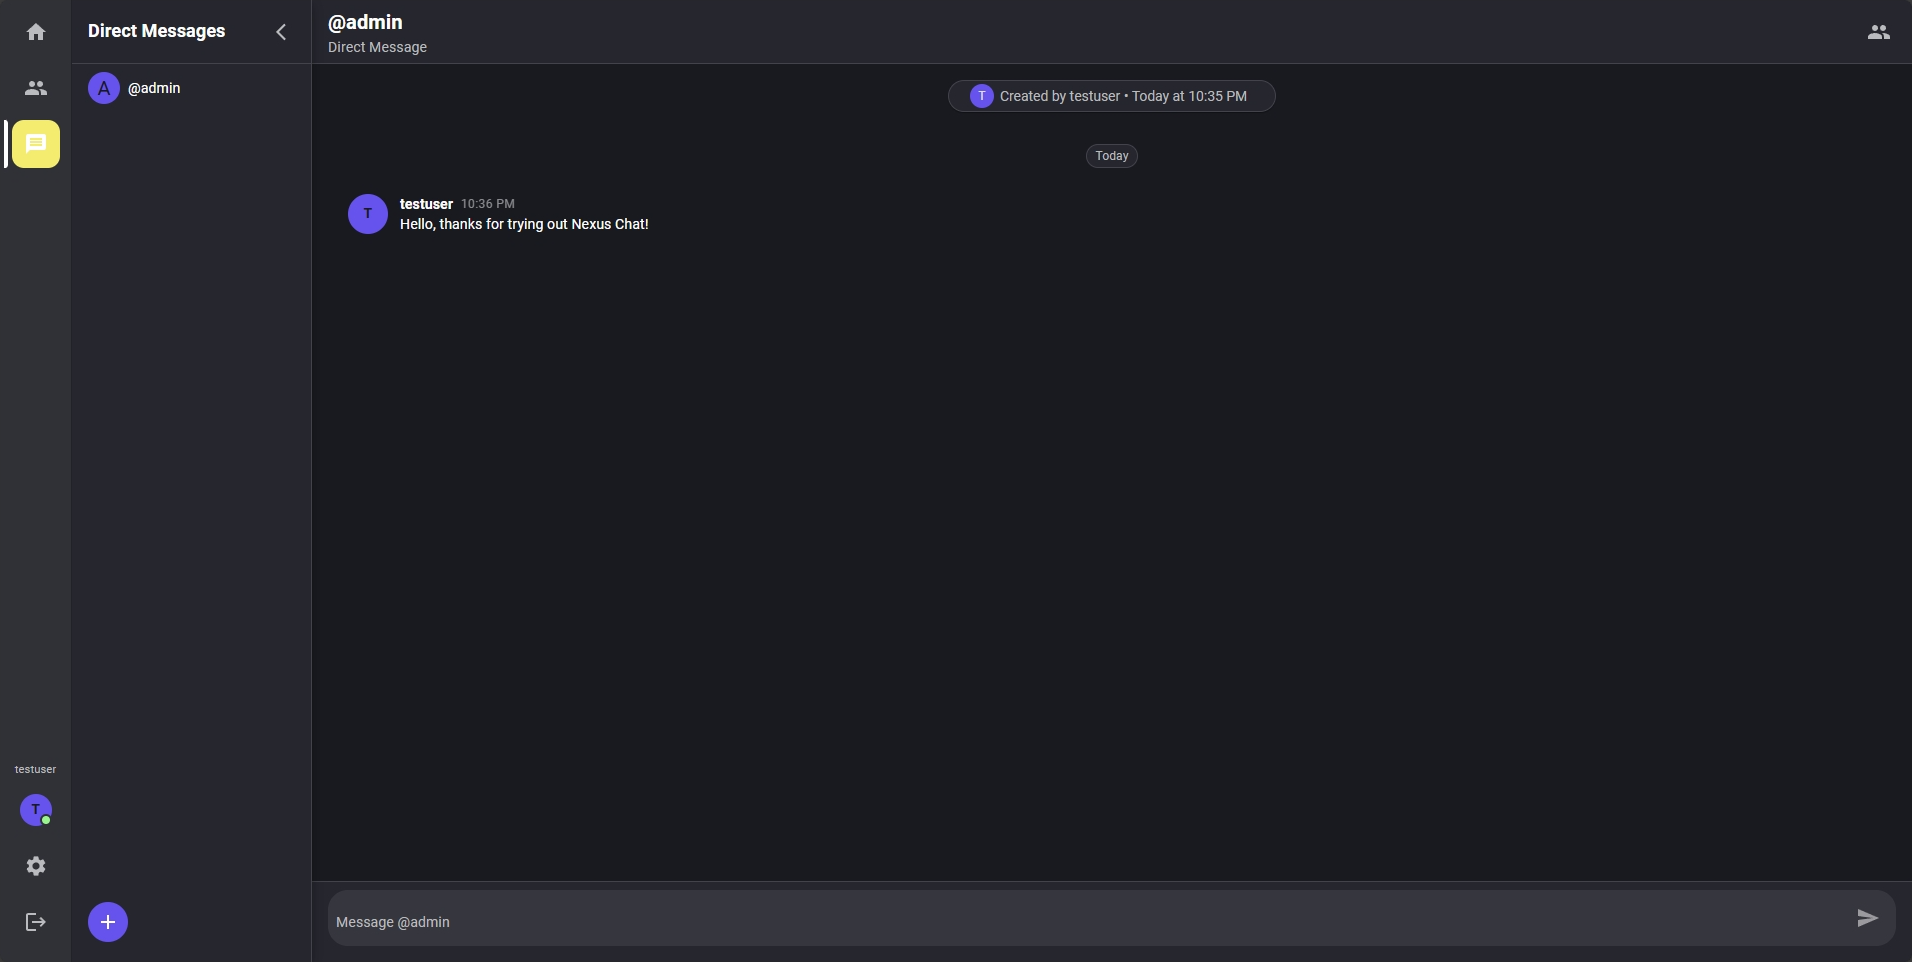 Direct Messages
A @admin
@admin
Direct Message
T Created by testuser • Today at 10:35 PM
Today
T
testuser 10:36 PM
Hello, thanks for trying out Nexus Chat!
testuser
T
Message @admin